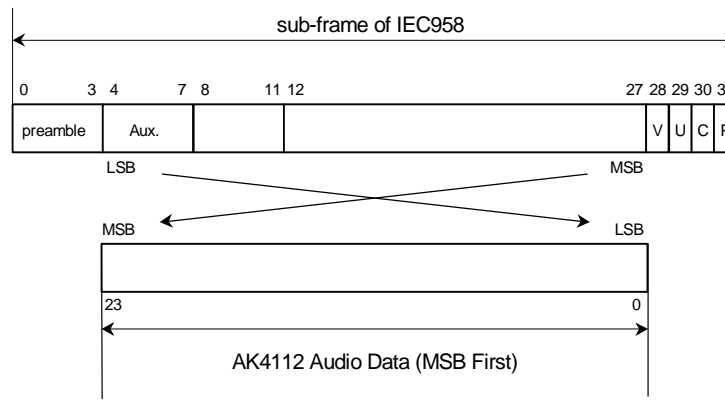 sub-frame of IEC958
0 3 4 7 8 11 12 27 28 29 30
preamble Aux. V U C
LSB MSB
MSB LSB
23 0
AK4112 Audio Data (MSB First)